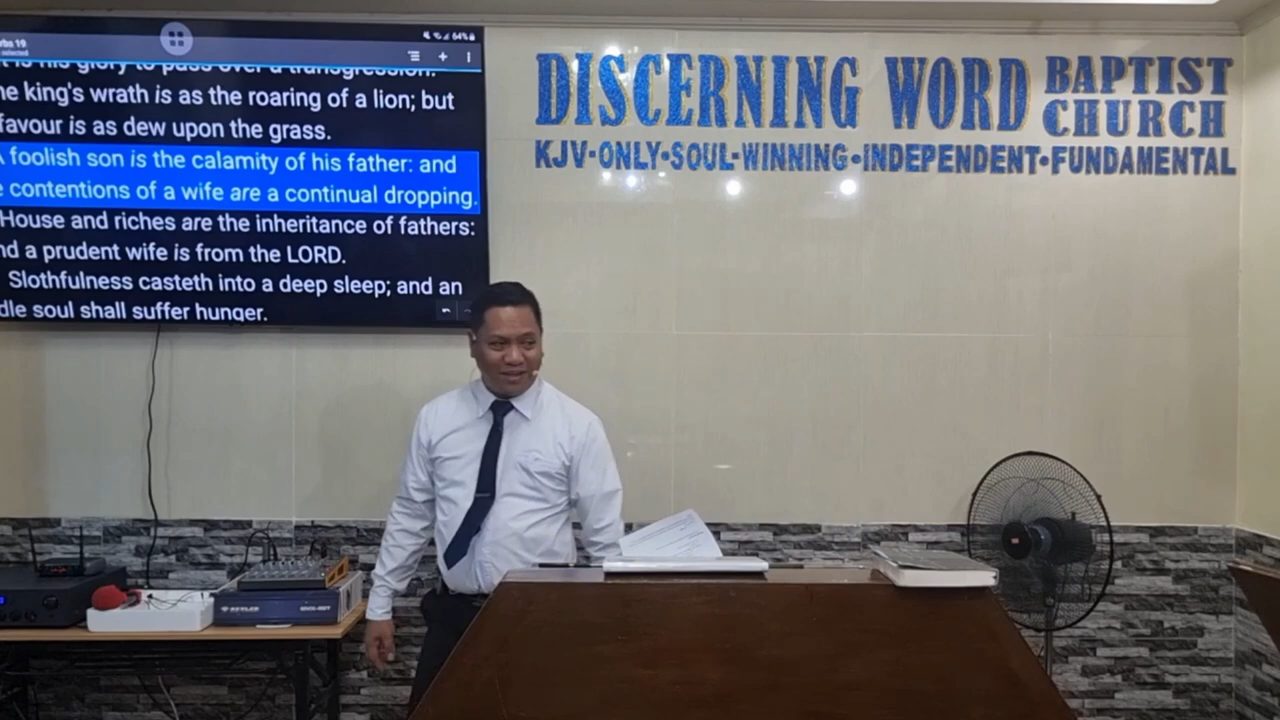 rbs 19
selected
64%
t is his glory to pass over a transgression.
he king's wrath is as the roaring of a lion; but
favour is as dew upon the grass.
A foolish son is the calamity of his father: and
e contentions of a wife are a continual dropping.
House and riches are the inheritance of fathers:
nd a prudent wife is from the LORD.
Slothfulness casteth into a deep sleep; and an
dle soul shall suffer hunger.
DISCERNING WORD BAPTIST
CHURCH
KJV-ONLY•SOUL-WINNING•INDEPENDENT•FUNDAMENTAL